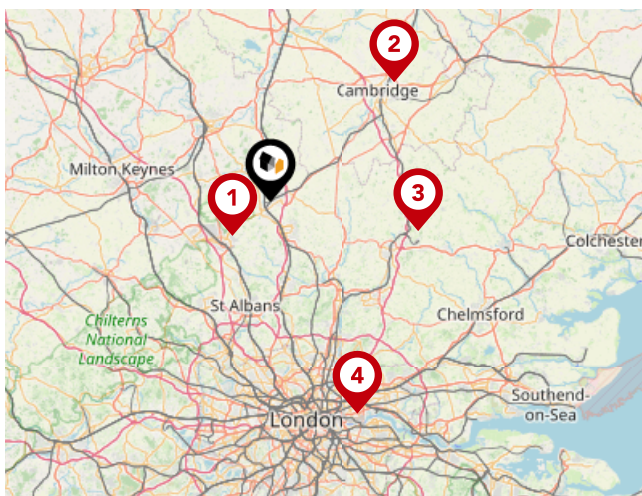 2
Cambridge
Milton Keynes
1
3
Colchester
St Albans
Chelmsford
Chilterns
National
Landscape
4
London
Southend-
on-Sea